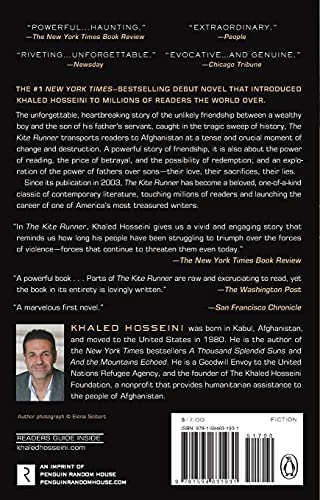 "POWERFUL...HAUNTING."
—The New York Times Book Review
"EXTRAORDINARY."
—People
"RIVETING...UNFORGETTABLE."
—Newsday
"EVOCATIVE...AND GENUINE."
—Chicago Tribune
THE #1 NEW YORK TIMES–BESTSELLING DEBUT NOVEL THAT INTRODUCED
KHALED HOSSEINI TO MILLIONS OF READERS THE WORLD OVER.
The unforgettable, heartbreaking story of the unlikely friendship between a wealthy
boy and the son of his father's servant, caught in the tragic sweep of history, The
Kite Runner transports readers to Afghanistan at a tense and crucial moment of change
and destruction. A powerful story of friendship, it is also about the power
of reading, the price of betrayal, and the possibility of redemption; and an explo-
ration of the power of fathers over sons—their love, their sacrifices, their lies.
Since its publication in 2003, The Kite Runner has become a beloved, one-of-a-kind
classic of contemporary literature, touching millions of readers and launching
the career of one of America's most treasured writers.
"In The Kite Runner, Khaled Hosseini gives us a vivid and engaging story that
reminds us how long his people have been struggling to triumph over the forces
of violence—forces that continue to threaten them even today."
—The New York Times Book Review
"A powerful book . . . Parts of The Kite Runner are raw and excruciating to read, yet
the book in its entirety is lovingly written."
—The Washington Post
"A marvelous first novel."
—San Francisco Chronicle
KHALED HOSSEINI was born in Kabul, Afghanistan,
and moved to the United States in 1980. He is the author of
the New York Times bestsellers A Thousand Splendid Suns and
And the Mountains Echoed. He is a Goodwill Envoy to the United
Nations Refugee Agency, and the founder of The Khaled Hosseini
Foundation, a nonprofit that provides humanitarian assistance to
the people of Afghanistan.
Author photograph © Elena Seibert
READERS GUIDE INSIDE
khaledhosseini.com
R
AN IMPRINT OF
PENGUIN RANDOM HOUSE
PENGUINRANDOMHOUSE.COM
$17.00
FICTION
ISBN: 978-1-59463-193-1
51700
9 781594 631931